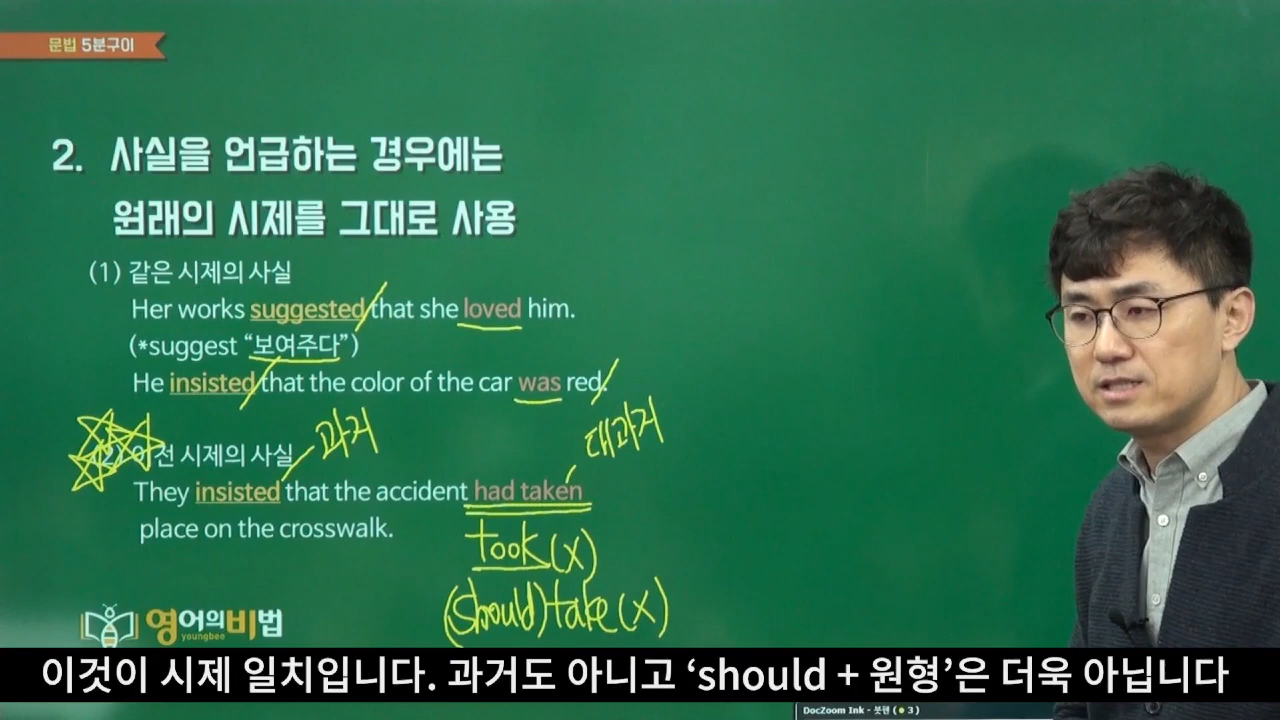 문법 5분구이
2. 사실을 언급하는 경우에는
원래의 시제를 그대로 사용
(1) 같은 시제의 사실
Her works suggested that she loved him.
(*suggest “보여주다”)
He insisted that the color of the car was red.
과거
대과거
(2) 이전 시제의 사실
They insisted that the accident had taken
place on the crosswalk.
took (x)
(should) take (x)
영어의비법
youngbee
이것이 시제 일치입니다. 과거도 아니고 ‘should + 원형’은 더욱 아닙니다
DocZoom Ink - 붓펜 ( 3 )